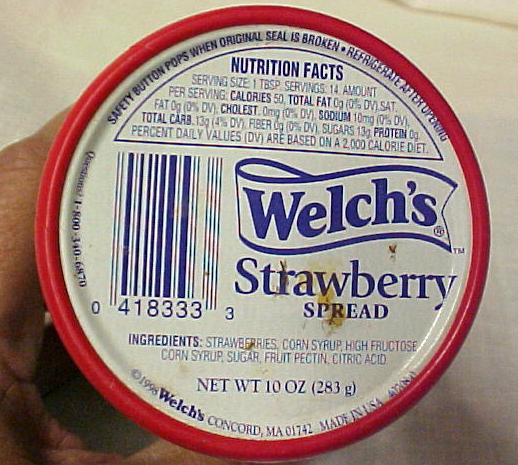 SAFETY BUTTON POPS WHEN ORIGINAL SEAL IS BROKEN • REFRIGERATE AFTER OPENING
NUTRITION FACTS
SERVING SIZE: 1 TBSP. SERVINGS: 14. AMOUNT
PER SERVING: CALORIES 50, TOTAL FAT 0g (0% DV), SAT.
FAT 0g (0% DV), CHOLEST. 0mg (0% DV), SODIUM 10mg (0% DV),
TOTAL CARB. 13g (4% DV), FIBER 0g (0% DV), SUGARS 13g, PROTEIN 0g.
PERCENT DAILY VALUES (DV) ARE BASED ON A 2,000 CALORIE DIET.
Questions? 1-800-340-6870
Welch's®
TM
Strawberry
SPREAD
0 418333 3
INGREDIENTS: STRAWBERRIES, CORN SYRUP, HIGH FRUCTOSE
CORN SYRUP, SUGAR, FRUIT PECTIN, CITRIC ACID
NET WT 10 OZ (283 g)
©1998 Welch's CONCORD, MA 01742 MADE IN USA